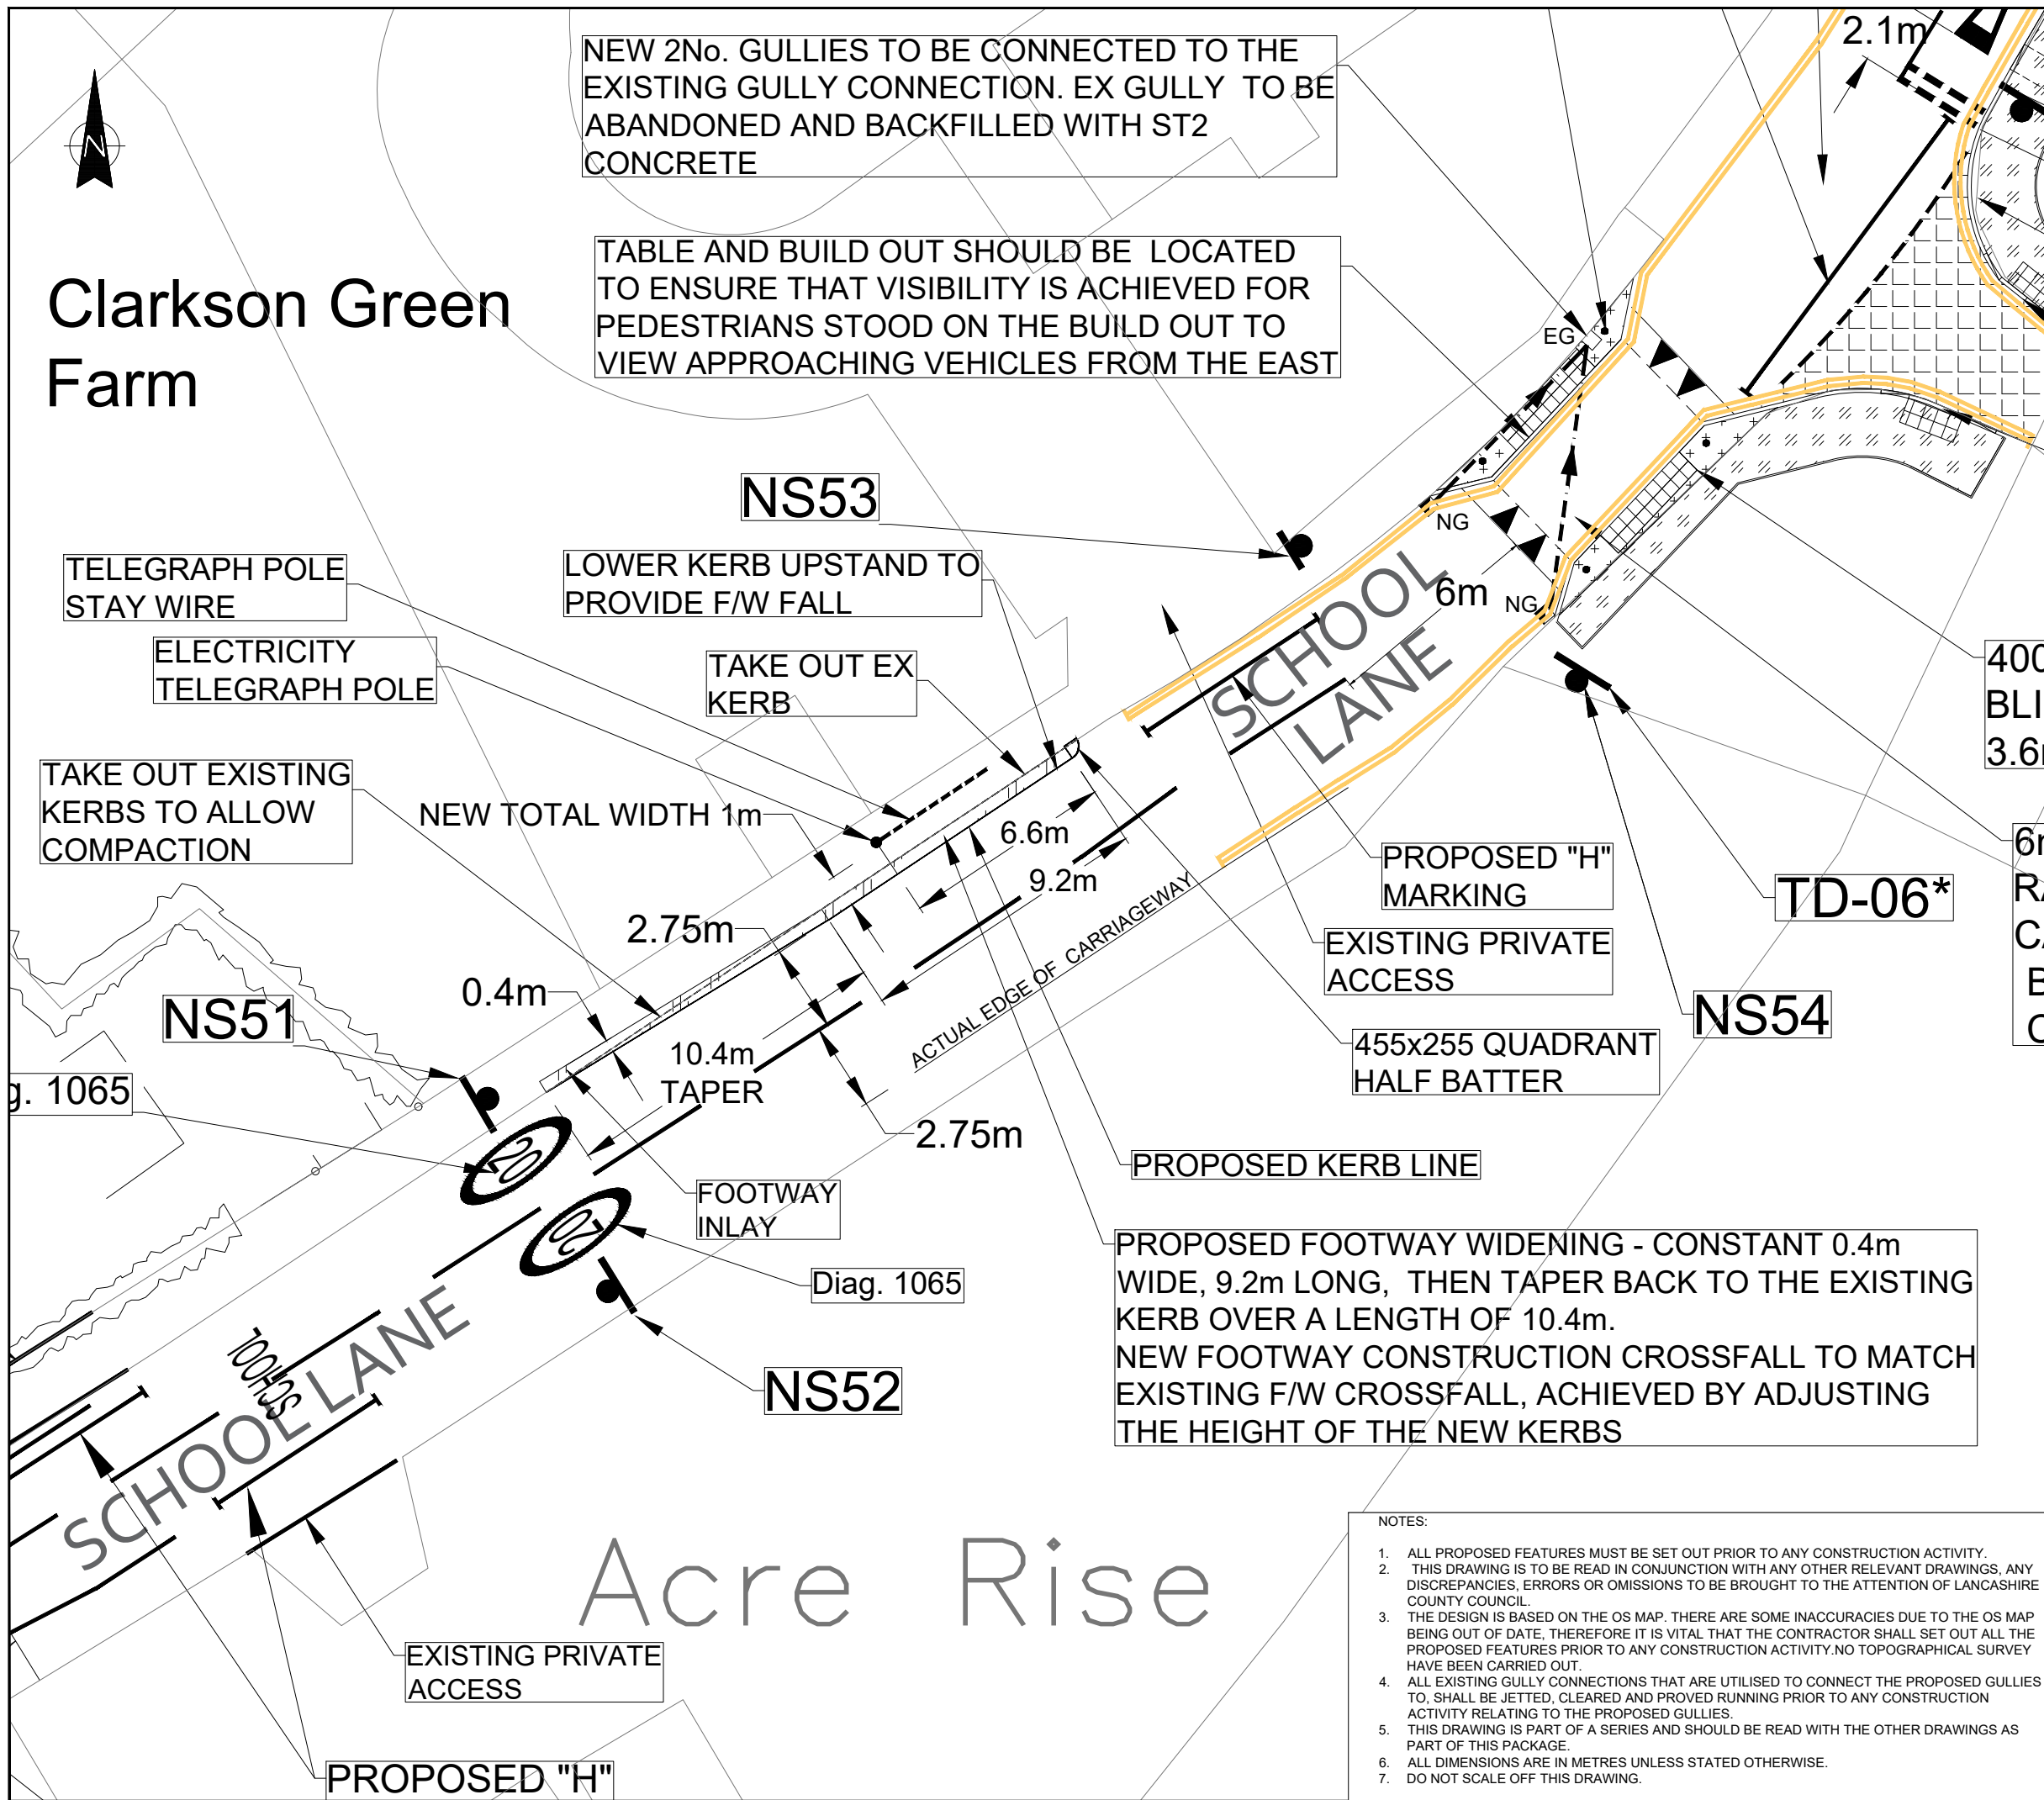 N
NEW 2No. GULLIES TO BE CONNECTED TO THE
EXISTING GULLY CONNECTION. EX GULLY TO BE
ABANDONED AND BACKFILLED WITH ST2
CONCRETE
2.1m
TABLE AND BUILD OUT SHOULD BE LOCATED
TO ENSURE THAT VISIBILITY IS ACHIEVED FOR
PEDESTRIANS STOOD ON THE BUILD OUT TO
VIEW APPROACHING VEHICLES FROM THE EAST
Clarkson Green
Farm
EG
NS53
NG
TELEGRAPH POLE
STAY WIRE
LOWER KERB UPSTAND TO
PROVIDE F/W FALL
6m
NG
SCHOOL
LANE
ELECTRICITY
TELEGRAPH POLE
TAKE OUT EX
KERB
400
BLI
3.6
TAKE OUT EXISTING
KERBS TO ALLOW
COMPACTION
NEW TOTAL WIDTH 1m
6.6m
9.2m
PROPOSED "H"
MARKING
TD-06*
6
RA
CA
B
C
2.75m
EXISTING PRIVATE
ACCESS
0.4m
NS51
NS54
ACTUAL EDGE OF CARRIAGEWAY
10.4m
TAPER
455x255 QUADRANT
HALF BATTER
g. 1065
2.75m
20
PROPOSED KERB LINE
FOOTWAY
INLAY
20
Diag. 1065
PROPOSED FOOTWAY WIDENING - CONSTANT 0.4m
WIDE, 9.2m LONG, THEN TAPER BACK TO THE EXISTING
KERB OVER A LENGTH OF 10.4m.
NEW FOOTWAY CONSTRUCTION CROSSFALL TO MATCH
EXISTING F/W CROSSFALL, ACHIEVED BY ADJUSTING
THE HEIGHT OF THE NEW KERBS
NS52
SCHOOL
SCHOOL LANE
Acre Rise
EXISTING PRIVATE
ACCESS
PROPOSED "H"
NOTES:
1. ALL PROPOSED FEATURES MUST BE SET OUT PRIOR TO ANY CONSTRUCTION ACTIVITY.
2. THIS DRAWING IS TO BE READ IN CONJUNCTION WITH ANY OTHER RELEVANT DRAWINGS, ANY
DISCREPANCIES, ERRORS OR OMISSIONS TO BE BROUGHT TO THE ATTENTION OF LANCASHIRE
COUNTY COUNCIL.
3. THE DESIGN IS BASED ON THE OS MAP. THERE ARE SOME INACCURACIES DUE TO THE OS MAP
BEING OUT OF DATE, THEREFORE IT IS VITAL THAT THE CONTRACTOR SHALL SET OUT ALL THE
PROPOSED FEATURES PRIOR TO ANY CONSTRUCTION ACTIVITY.NO TOPOGRAPHICAL SURVEY
HAVE BEEN CARRIED OUT.
4. ALL EXISTING GULLY CONNECTIONS THAT ARE UTILISED TO CONNECT THE PROPOSED GULLIES
TO, SHALL BE JETTED, CLEARED AND PROVED RUNNING PRIOR TO ANY CONSTRUCTION
ACTIVITY RELATING TO THE PROPOSED GULLIES.
5. THIS DRAWING IS PART OF A SERIES AND SHOULD BE READ WITH THE OTHER DRAWINGS AS
PART OF THIS PACKAGE.
6. ALL DIMENSIONS ARE IN METRES UNLESS STATED OTHERWISE.
7. DO NOT SCALE OFF THIS DRAWING.